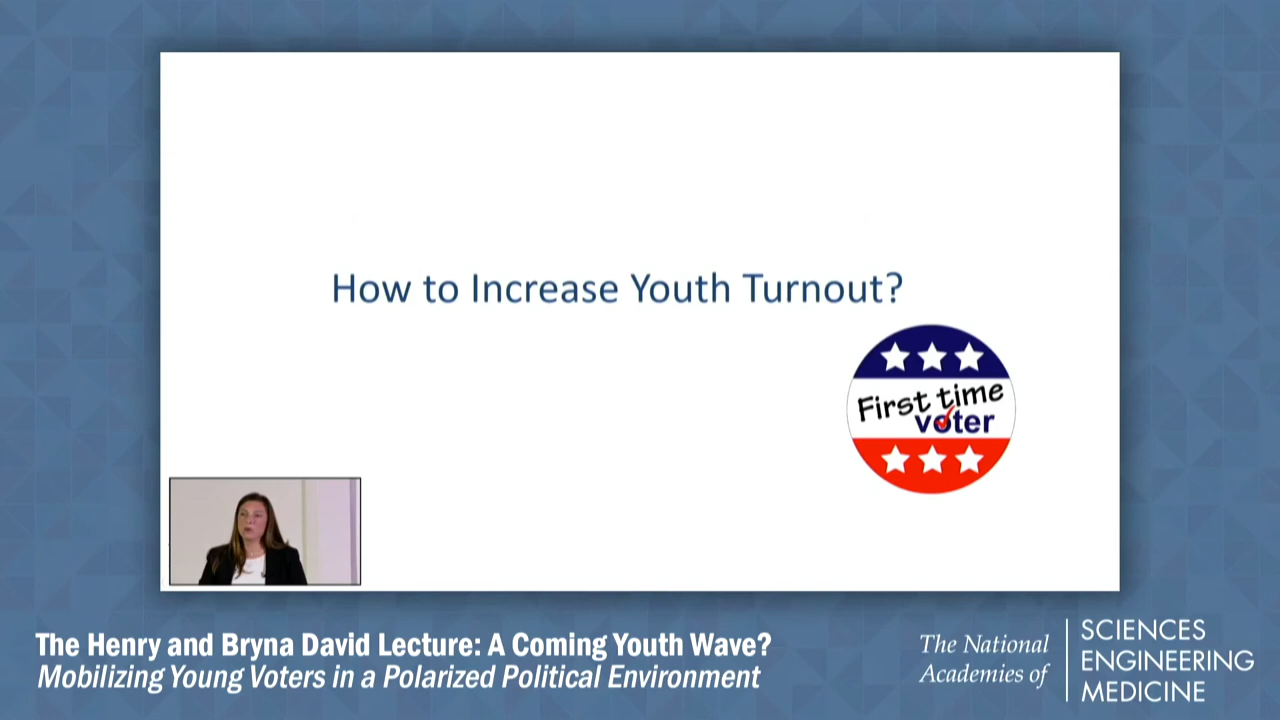 How to Increase Youth Turnout?
First time
voter
The Henry and Bryna David Lecture: A Coming Youth Wave?
Mobilizing Young Voters in a Polarized Political Environment
The National
Academies of
SCIENCES
ENGINEERING
MEDICINE